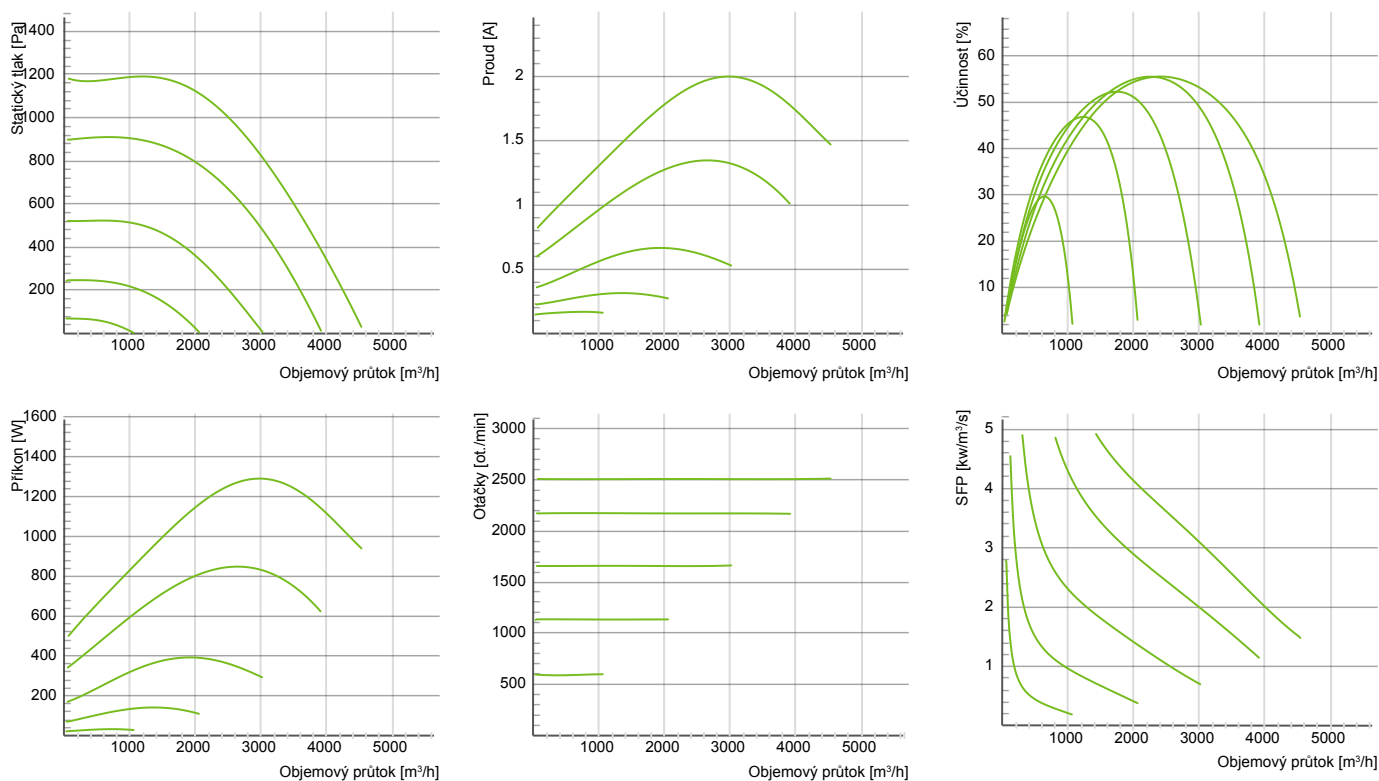 Statický tlak [Pa]
1400
1200
1000
800
600
400
200
1000 2000 3000 4000 5000
Objemový průtok [m³/h]
Proud [A]
2
1.5
1
0.5
1000 2000 3000 4000 5000
Objemový průtok [m³/h]
Účinnost [%]
60
50
40
30
20
10
1000 2000 3000 4000 5000
Objemový průtok [m³/h]
Příkon [W]
1600
1400
1200
1000
800
600
400
200
1000 2000 3000 4000 5000
Objemový průtok [m³/h]
Otáčky [ot./min]
3000
2500
2000
1500
1000
500
1000 2000 3000 4000 5000
Objemový průtok [m³/h]
SFP [kw/m³/s]
5
4
3
2
1
1000 2000 3000 4000 5000
Objemový průtok [m³/h]